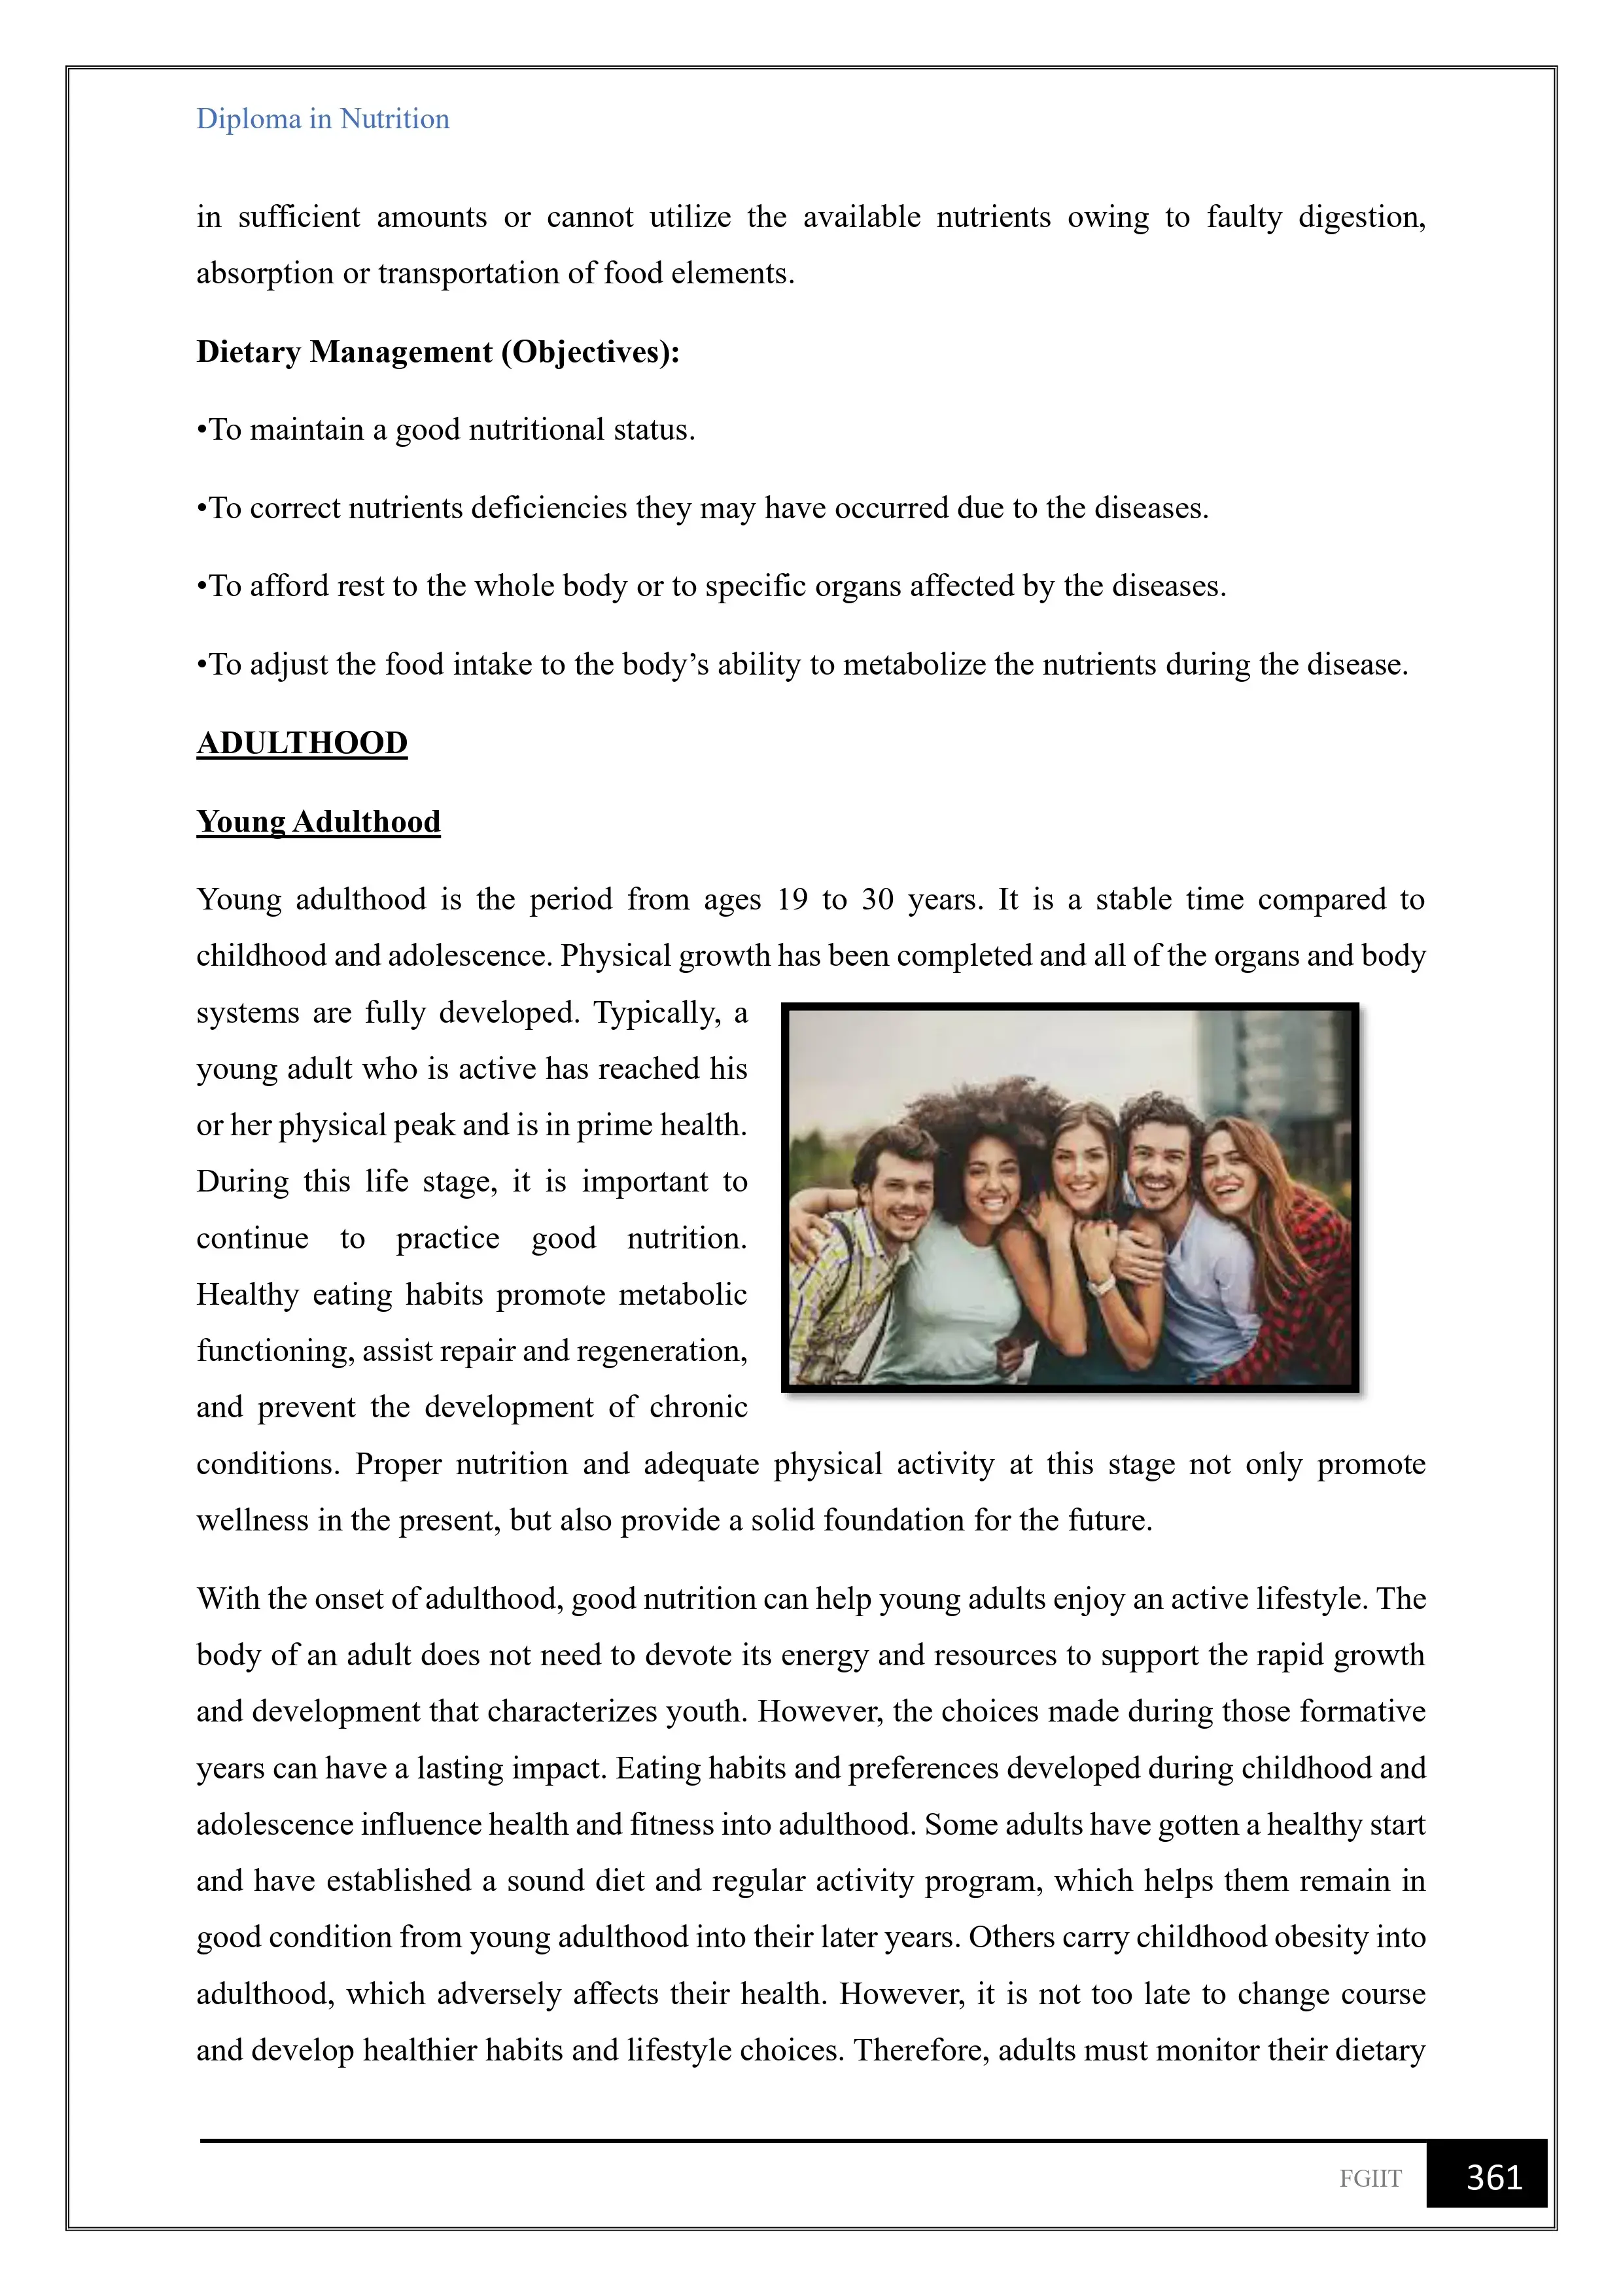 Diploma in Nutrition
in sufficient amounts or cannot utilize the available nutrients owing to faulty digestion,
absorption or transportation of food elements.
Dietary Management (Objectives):
•To maintain a good nutritional status.
•To correct nutrients deficiencies they may have occurred due to the diseases.
•To afford rest to the whole body or to specific organs affected by the diseases.
•To adjust the food intake to the body’s ability to metabolize the nutrients during the disease.
ADULTHOOD
Young Adulthood
Young adulthood is the period from ages 19 to 30 years. It is a stable time compared to
childhood and adolescence. Physical growth has been completed and all of the organs and body
systems are fully developed. Typically, a
young adult who is active has reached his
or her physical peak and is in prime health.
During this life stage, it is important to
continue to practice good nutrition.
Healthy eating habits promote metabolic
functioning, assist repair and regeneration,
and prevent the development of chronic
conditions. Proper nutrition and adequate physical activity at this stage not only promote
wellness in the present, but also provide a solid foundation for the future.
With the onset of adulthood, good nutrition can help young adults enjoy an active lifestyle. The
body of an adult does not need to devote its energy and resources to support the rapid growth
and development that characterizes youth. However, the choices made during those formative
years can have a lasting impact. Eating habits and preferences developed during childhood and
adolescence influence health and fitness into adulthood. Some adults have gotten a healthy start
and have established a sound diet and regular activity program, which helps them remain in
good condition from young adulthood into their later years. Others carry childhood obesity into
adulthood, which adversely affects their health. However, it is not too late to change course
and develop healthier habits and lifestyle choices. Therefore, adults must monitor their dietary
FGIIT 361